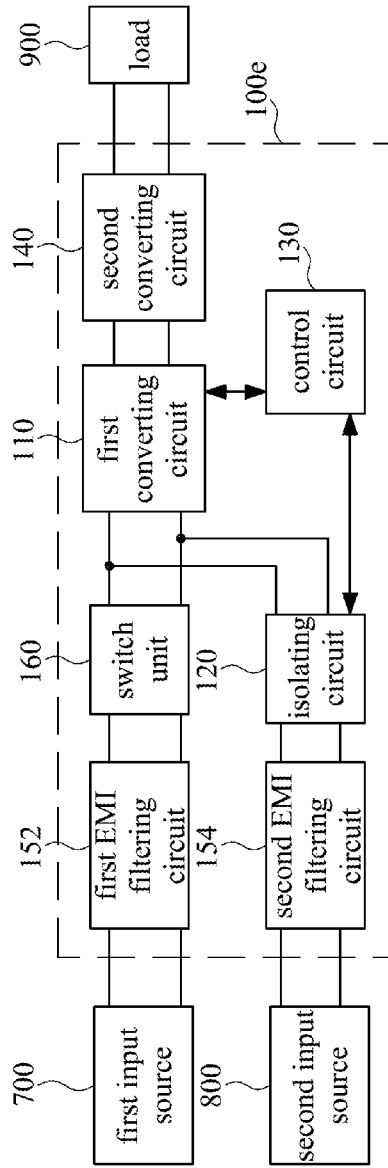 700
first input
source
152
first EMI
filtering
circuit
160
switch
unit
110
first
converting
circuit
140
second
converting
circuit
900
load
800
second input
source
154
second EMI
filtering
circuit
120
isolating
circuit
130
control
circuit
100e